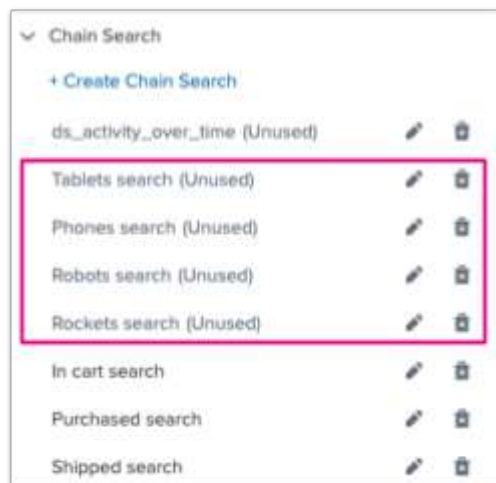 Chain Search
+ Create Chain Search
ds_activity_over_time (Unused)
Tablets search (Unused)
Phones search (Unused)
Robots search (Unused)
Rockets search (Unused)
In cart search
Purchased search
Shipped search